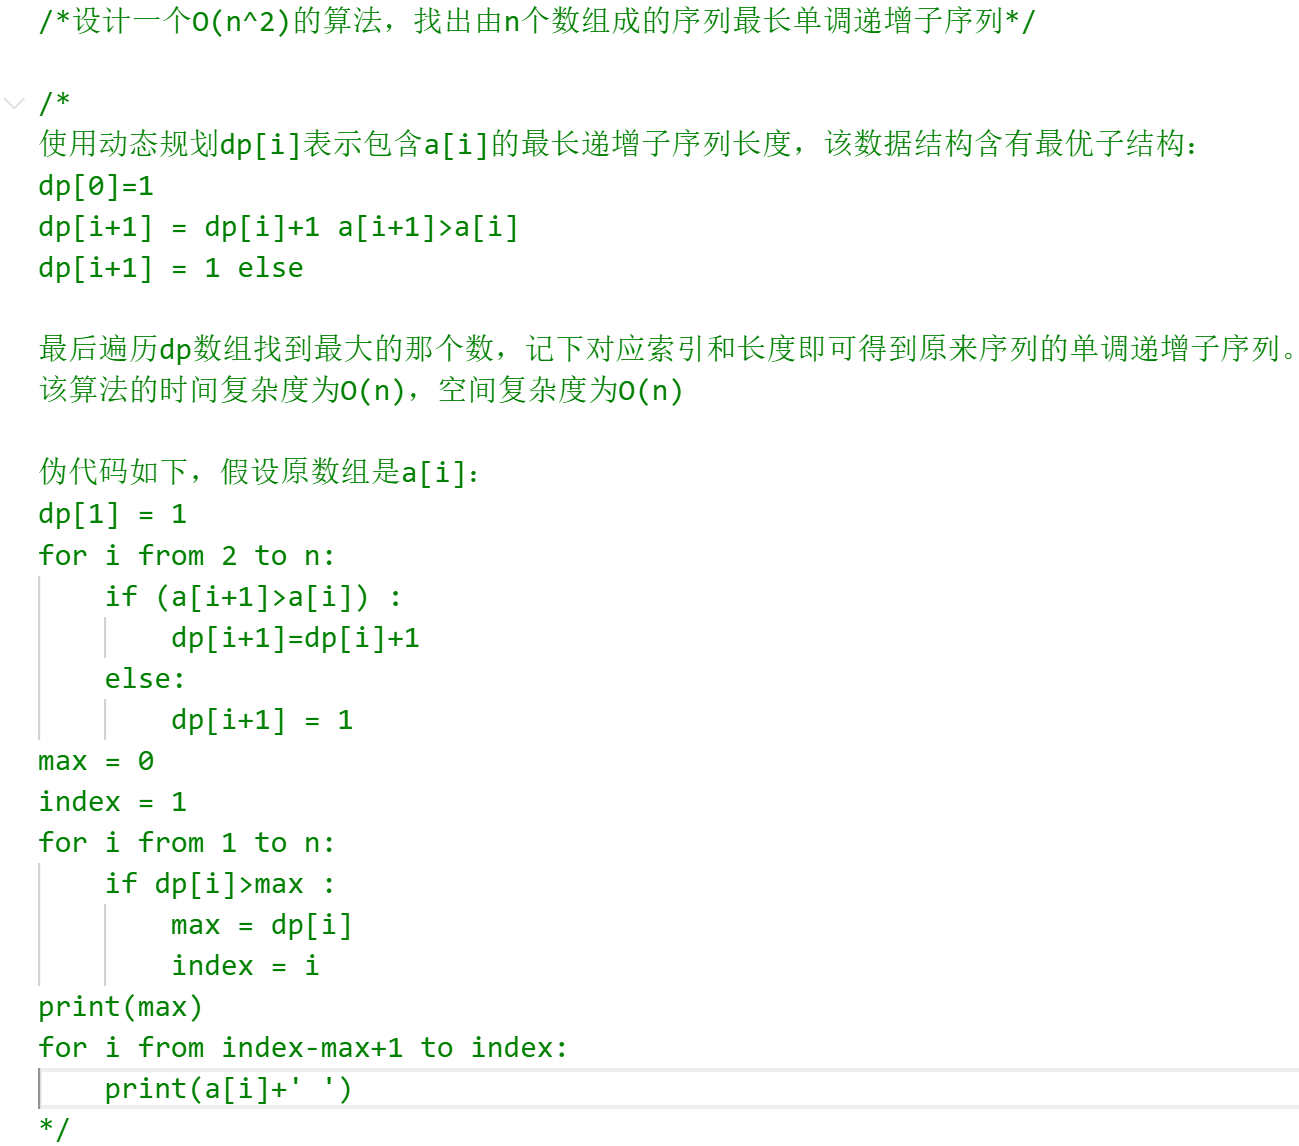 /*设计一个O(n^2)的算法，找出由n个数组成的序列最长单调递增子序列*/
/*
使用动态规划dp[i]表示包含a[i]的最长递增子序列长度，该数据结构含有最优子结构：
dp[0]=1
dp[i+1] = dp[i]+1 a[i+1]>a[i]
dp[i+1] = 1 else
最后遍历dp数组找到最大的那个数，记下对应索引和长度即可得到原来序列的单调递增子序列。
该算法的时间复杂度为O(n)，空间复杂度为O(n)
伪代码如下，假设原数组是a[i]：
dp[1] = 1
for i from 2 to n:
    if (a[i+1]>a[i]) :
        dp[i+1]=dp[i]+1
    else:
        dp[i+1] = 1
max = 0
index = 1
for i from 1 to n:
    if dp[i]>max :
        max = dp[i]
        index = i
print(max)
for i from index-max+1 to index:
    print(a[i]+' ')
*/